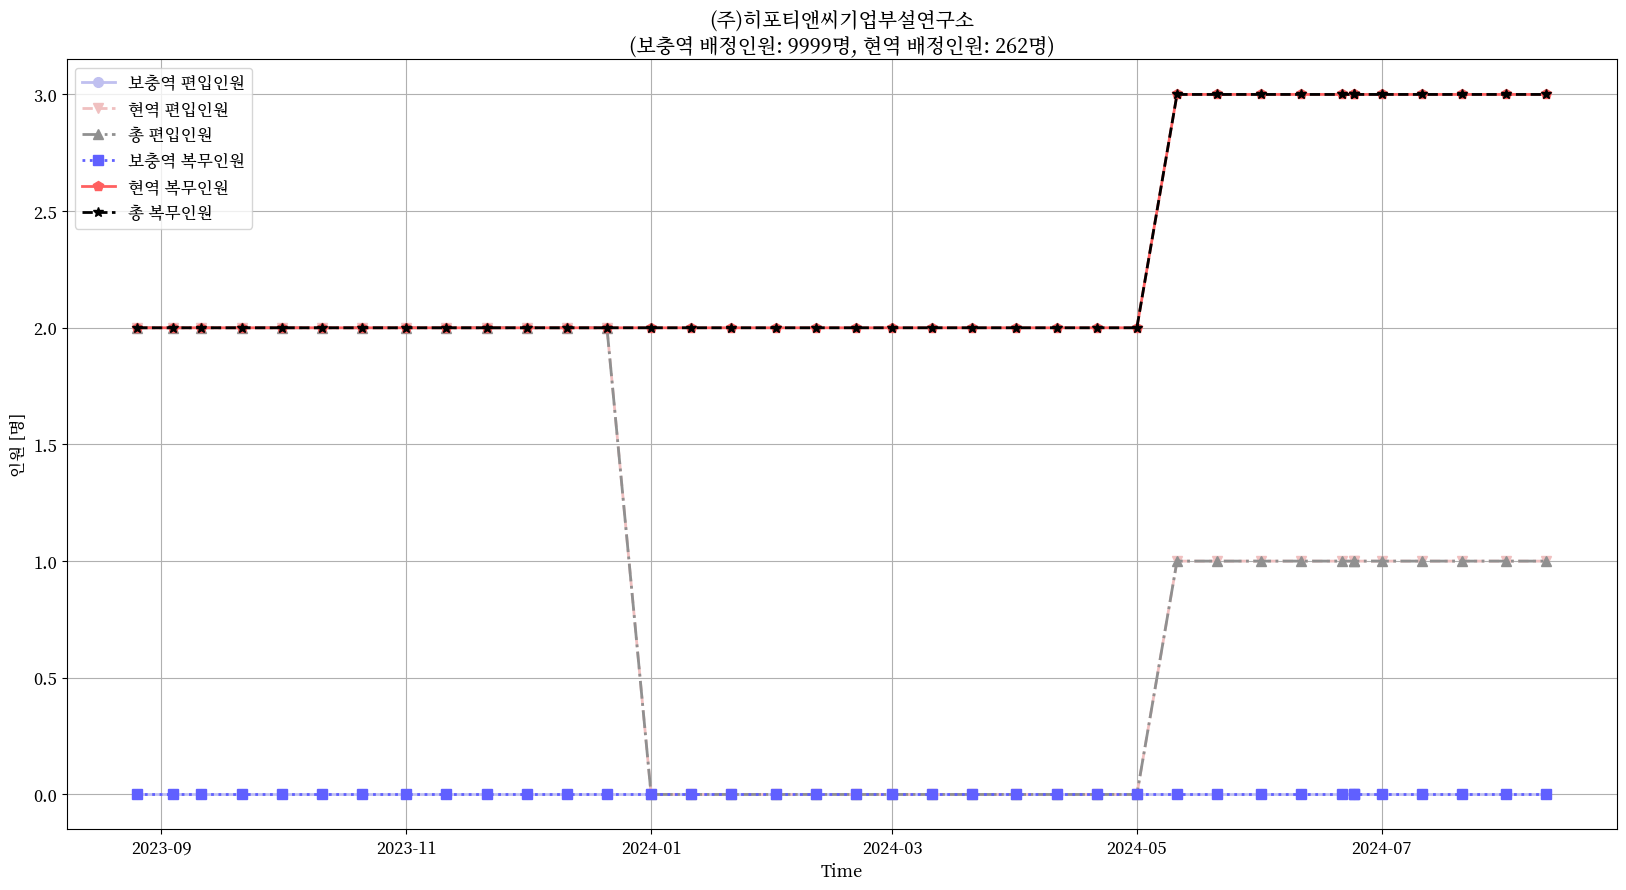 (주)히포티앤씨기업부설연구소
(보충역 배정인원: 9999명, 현역 배정인원: 262명)
보충역 편입인원
현역 편입인원
총 편입인원
보충역 복무인원
현역 복무인원
총 복무인원
3.0
2.5
2.0
1.5
1.0
0.5
0.0
인원 [명]
2023-09
2023-11
2024-01
2024-03
2024-05
2024-07
Time